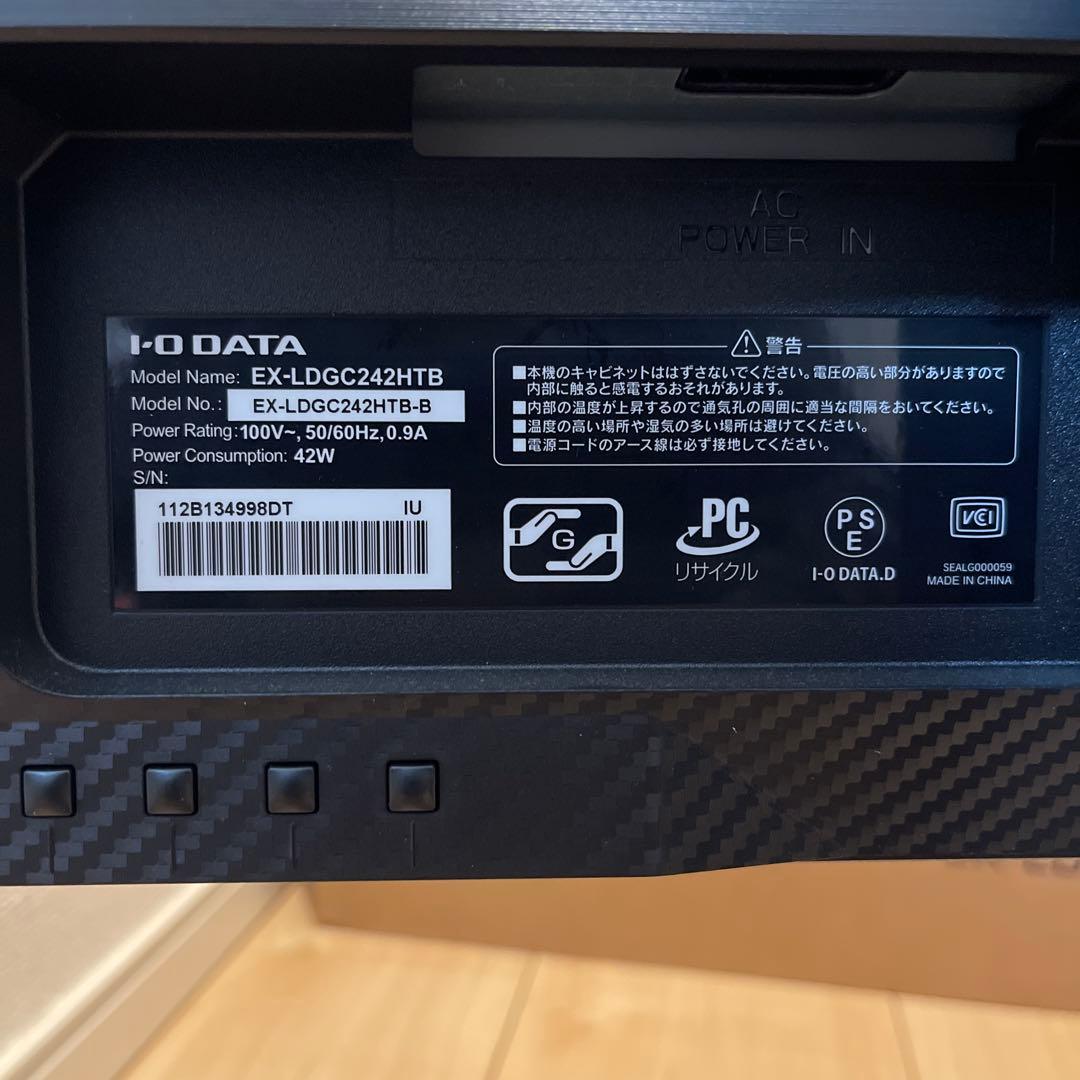 AC
POWER IN
I-O DATA
Model Name: EX-LDGC242HTB
Model No.: EX-LDGC242HTB-B
Power Rating:100V~, 50/60Hz,0.9A
Power Consumption: 42W
S/N:
112B134998DT IU
⚠警告
■本機のキャビネットははずさないでください。電圧の高い部分がありますので
内部に触ると感電するおそれがあります。
■内部の温度が上昇するので通気孔の周囲に適当な間隔をおいてください。
■温度の高い場所や湿気の多い場所は避けてください。
■電源コードのアース線は必ず接地してください。
G
PC
リサイクル
PS
E
I-O DATA.D
VCI
SEALG000059
MADE IN CHINA